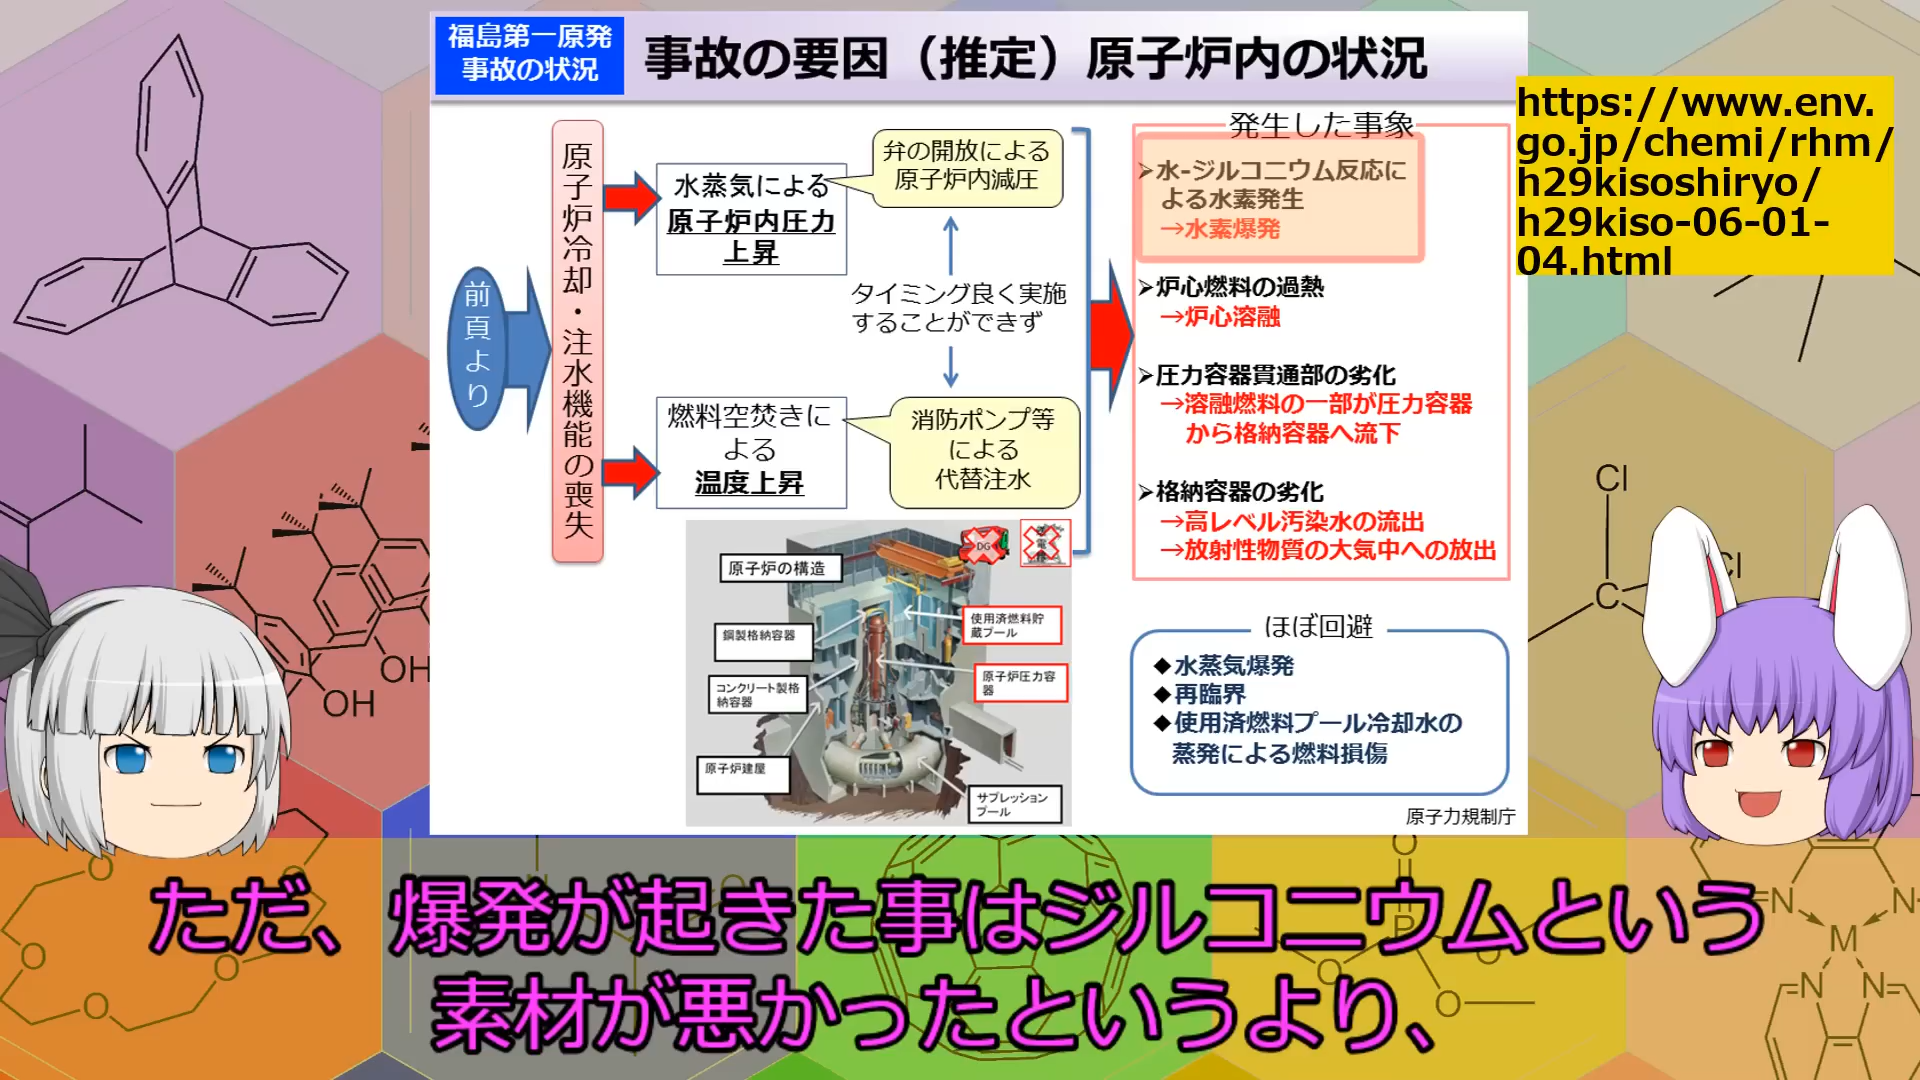 福島第一原発
事故の状況
事故の要因（推定）原子炉内の状況
https://www.env.
go.jp/chemi/rhm/
h29kisoshiryo/
h29kiso-06-01-
04.html
前頁より
原子炉冷却・注水機能の喪失
水蒸気による
原子炉内圧力
上昇
弁の開放による
原子炉内減圧
タイミング良く実施
することができず
燃料空焚きに
よる
温度上昇
消防ポンプ等
による
代替注水
発生した事象
➢水-ジルコニウム反応に
よる水素発生
→水素爆発
➢炉心燃料の過熱
→炉心溶融
➢圧力容器貫通部の劣化
→溶融燃料の一部が圧力容器
から格納容器へ流下
➢格納容器の劣化
→高レベル汚染水の流出
→放射性物質の大気中への放出
ほぼ回避
◆水蒸気爆発
◆再臨界
◆使用済燃料プール冷却水の
蒸発による燃料損傷
原子力規制庁
原子炉の構造
DG
鋼製格納容器
コンクリート製格
納容器
原子炉建屋
使用済燃料貯
蔵プール
原子炉圧力容
器
サプレッション
プール
OH
OH
Cl
C
Cl
O
O
O
O
O
P
O
O
N
N
M
N
N
ただ、爆発が起きた事はジルコニウムという
素材が悪かったというより、